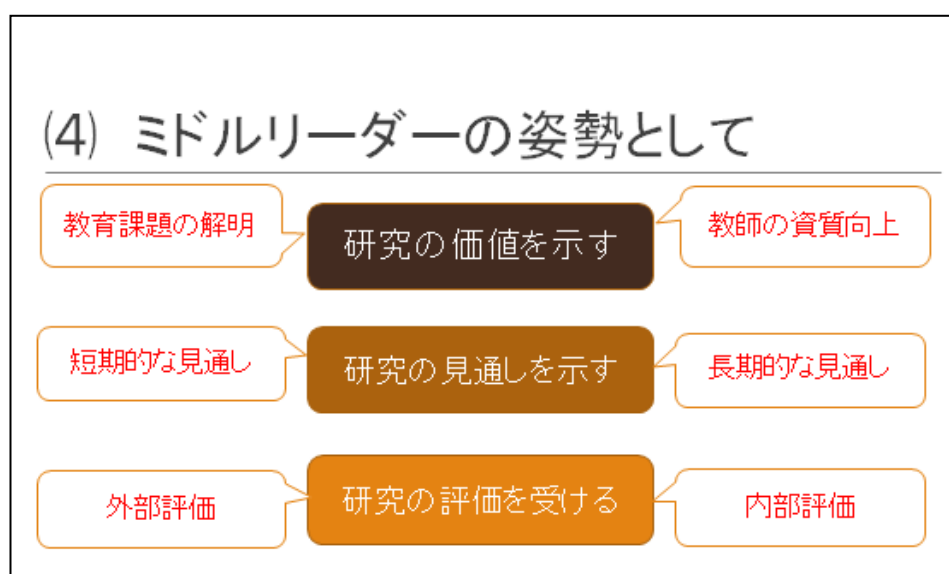 (4) ミドルリーダーの姿勢として
教育課題の解明
研究の価値を示す
教師の資質向上
短期的な見通し
研究の見通しを示す
長期的な見通し
外部評価
研究の評価を受ける
内部評価